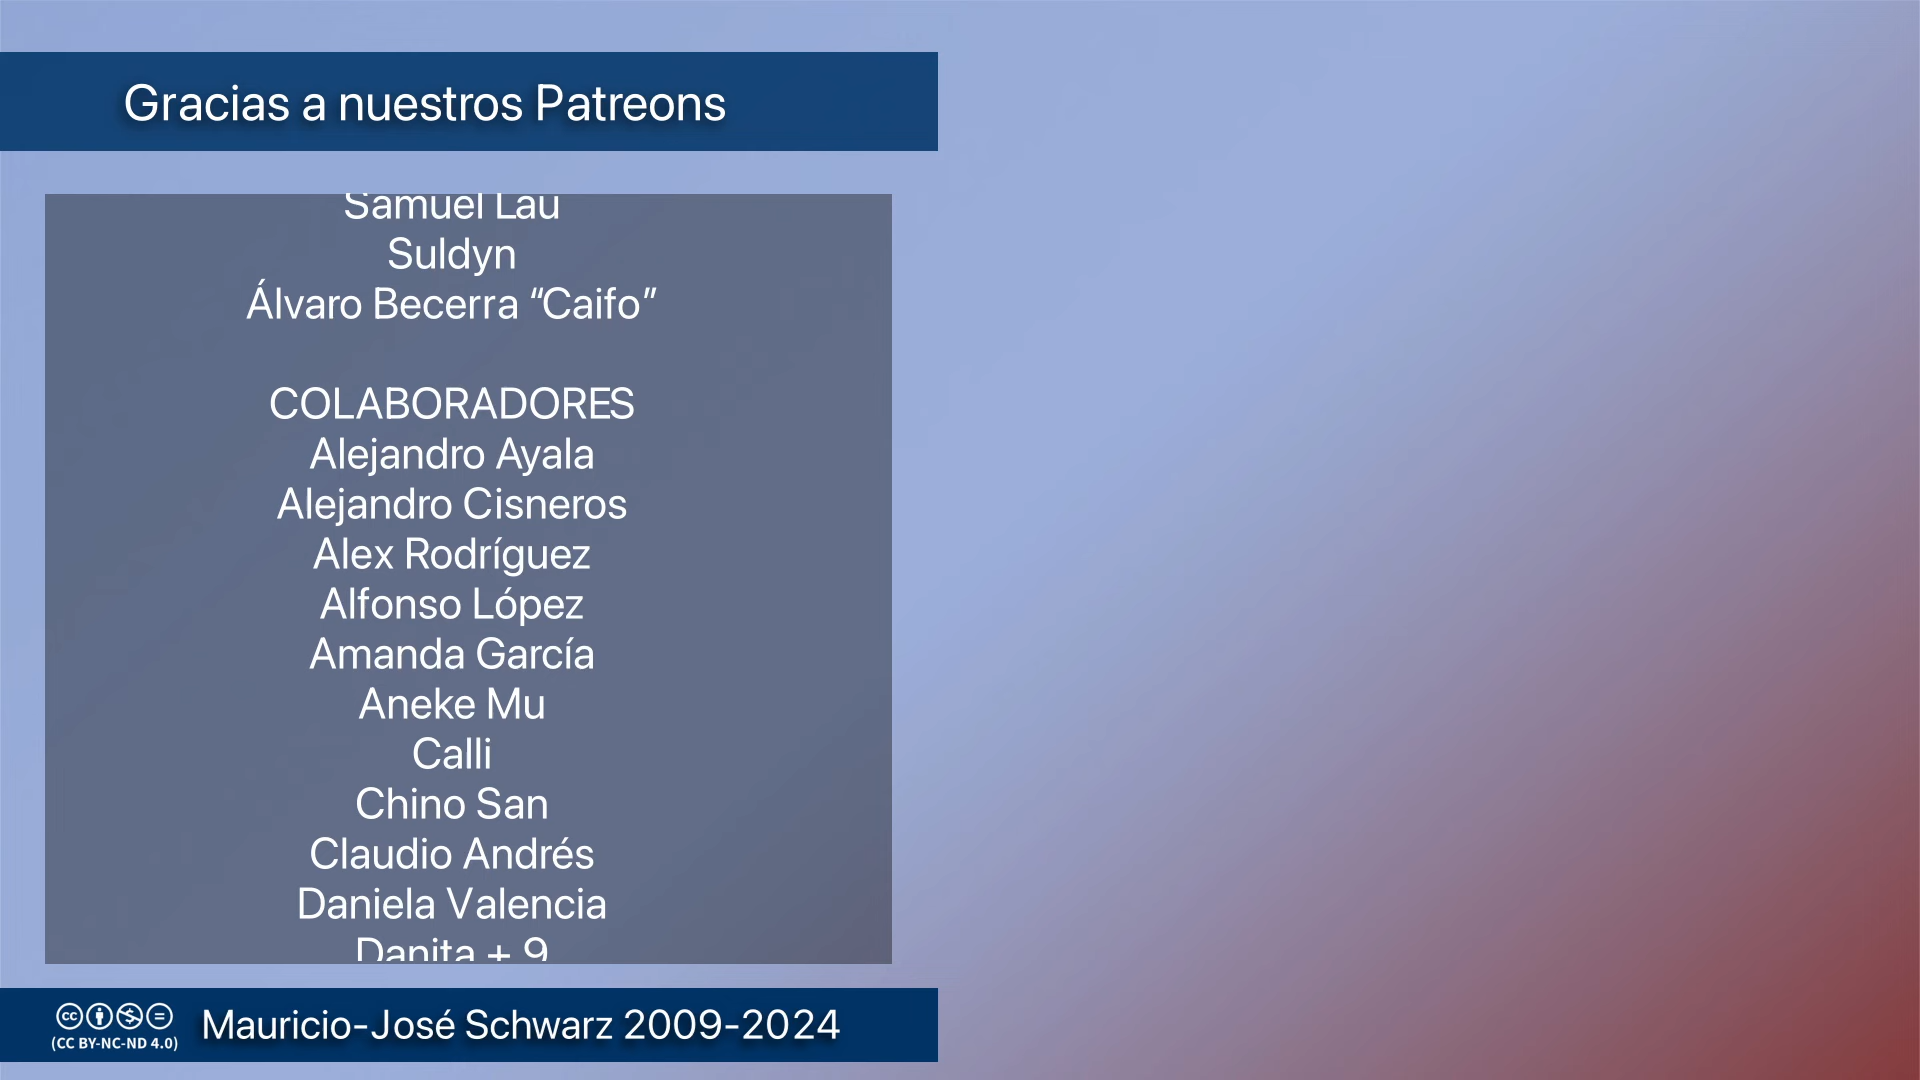 Gracias a nuestros Patreons
Samuel Lau
Suldyn
Álvaro Becerra “Caifo”
COLABORADORES
Alejandro Ayala
Alejandro Cisneros
Alex Rodríguez
Alfonso López
Amanda García
Aneke Mu
Calli
Chino San
Claudio Andrés
Daniela Valencia
Danita + 9
(CC BY-NC-ND 4.0) Mauricio-José Schwarz 2009-2024